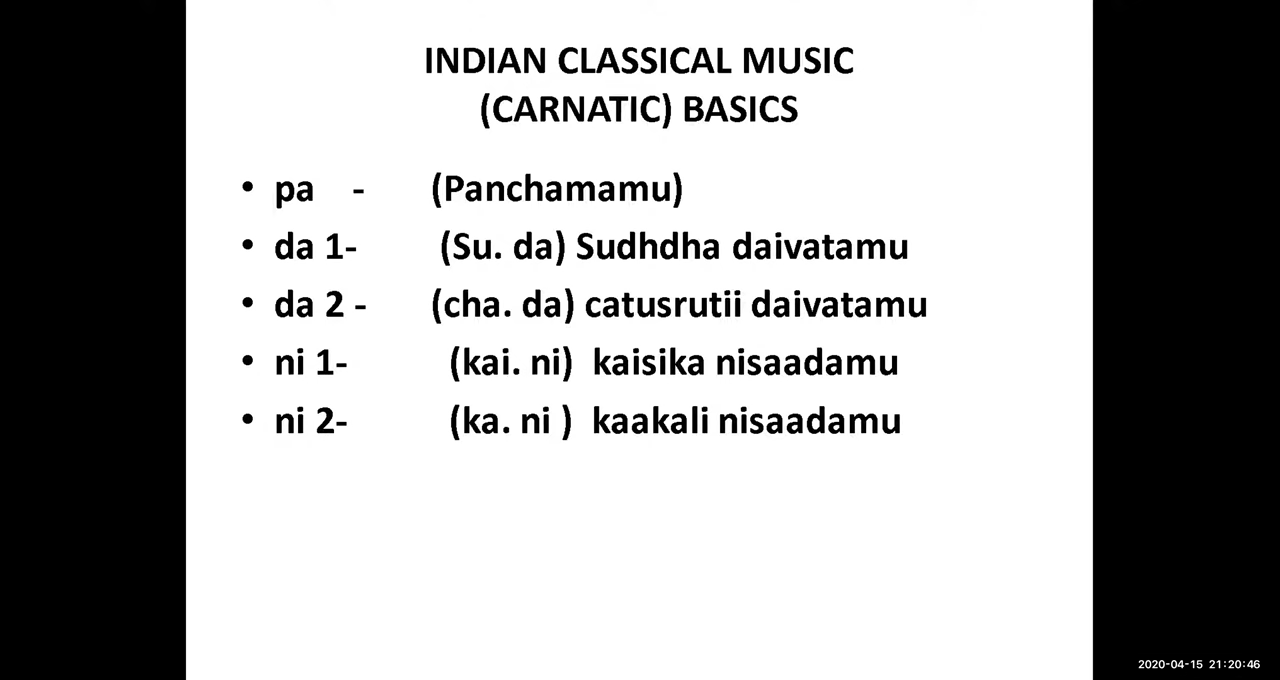 INDIAN CLASSICAL MUSIC
(CARNATIC) BASICS
• pa - (Panchamamu)
• da 1- (Su. da) Sudhdha daivatamu
• da 2 - (cha. da) catusrutii daivatamu
• ni 1- (kai. ni) kaisika nisaadamu
• ni 2- (ka. ni ) kaakali nisaadamu
2020-04-15 21:20:46